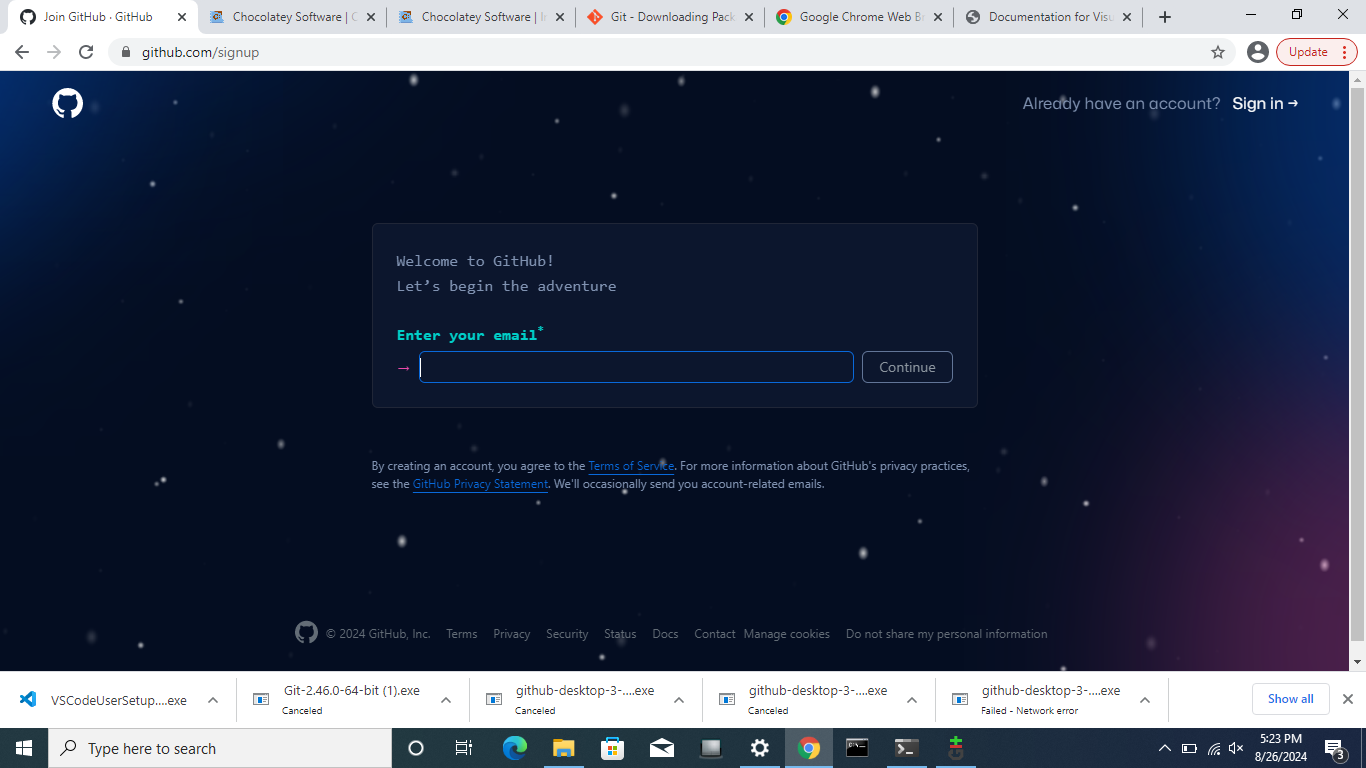 Join GitHub · GitHub
Chocolatey Software | C
Chocolatey Software | In
Git - Downloading Pack
Google Chrome Web Br
Documentation for Visu
github.com/signup
Update
Already have an account? Sign in →
Welcome to GitHub!
Let’s begin the adventure
Enter your email*
→
Continue
By creating an account, you agree to the Terms of Service. For more information about GitHub's privacy practices,
see the GitHub Privacy Statement. We'll occasionally send you account-related emails.
© 2024 GitHub, Inc. Terms Privacy Security Status Docs Contact Manage cookies Do not share my personal information
VSCodeUserSetup....exe
Git-2.46.0-64-bit (1).exe
Canceled
github-desktop-3-....exe
Canceled
github-desktop-3-....exe
Canceled
github-desktop-3-....exe
Failed - Network error
Show all
Type here to search
5:23 PM
8/26/2024
3